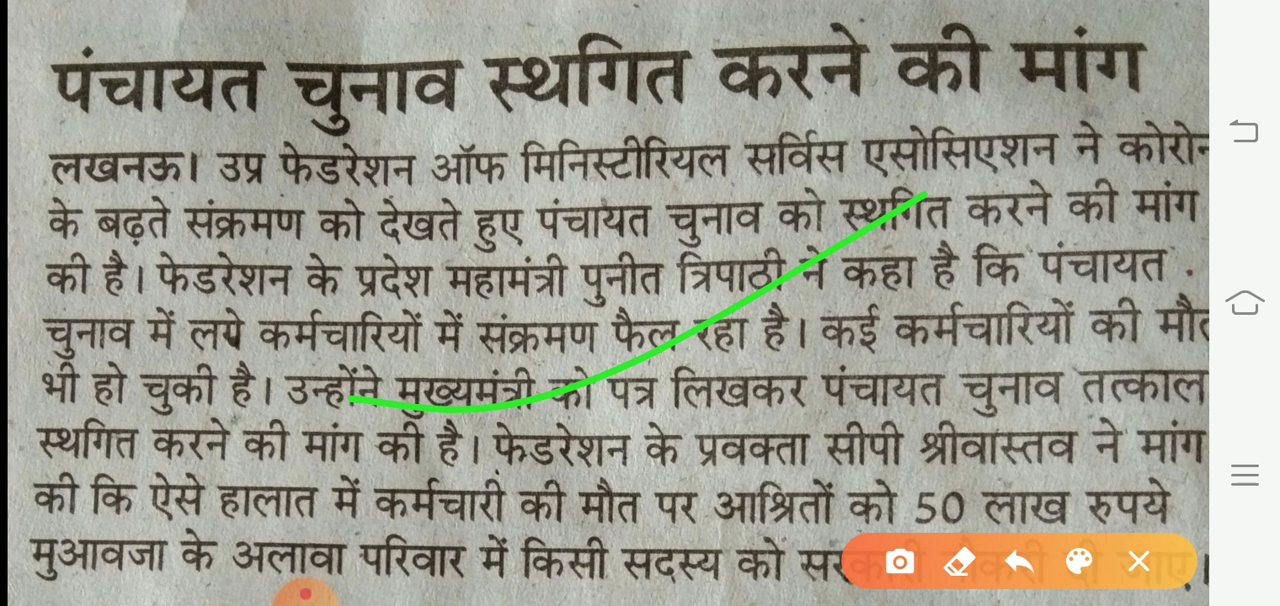 पंचायत चुनाव स्थगित करने की मांग
लखनऊ। उप्र फेडरेशन ऑफ मिनिस्टीरियल सर्विस एसोसिएशन ने कोरोन
के बढ़ते संक्रमण को देखते हुए पंचायत चुनाव को स्थगित करने की मांग
की है। फेडरेशन के प्रदेश महामंत्री पुनीत त्रिपाठी ने कहा है कि पंचायत
चुनाव में लगे कर्मचारियों में संक्रमण फैल रहा है। कई कर्मचारियों की मौत
भी हो चुकी है। उन्होंने मुख्यमंत्री को पत्र लिखकर पंचायत चुनाव तत्काल
स्थगित करने की मांग की है। फेडरेशन के प्रवक्ता सीपी श्रीवास्तव ने मांग
की कि ऐसे हालात में कर्मचारी की मौत पर आश्रितों को 50 लाख रुपये
मुआवजा के अलावा परिवार में किसी सदस्य को सरकारी नौकरी दी जाए।